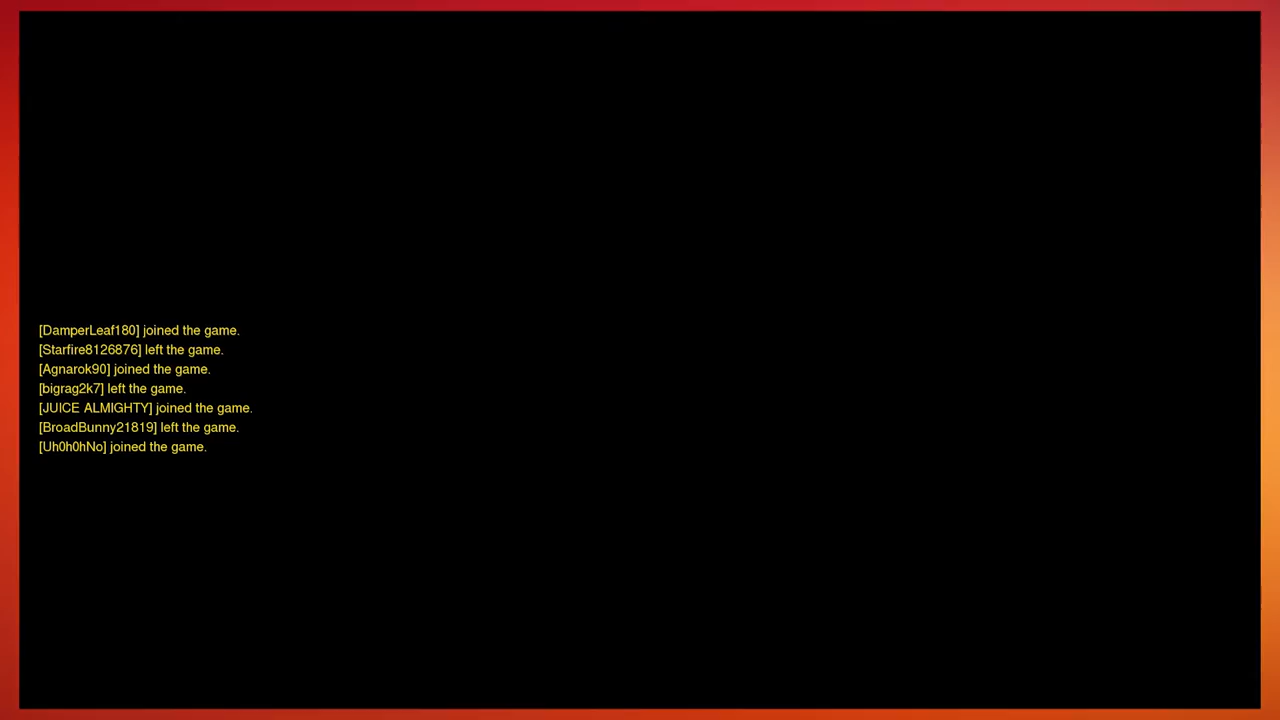 [DamperLeaf180] joined the game.
[Starfire8126876] left the game.
[Agnarok90] joined the game.
[bigrag2k7] left the game.
[JUICE ALMIGHTY] joined the game.
[BroadBunny21819] left the game.
[Uh0h0hNo] joined the game.